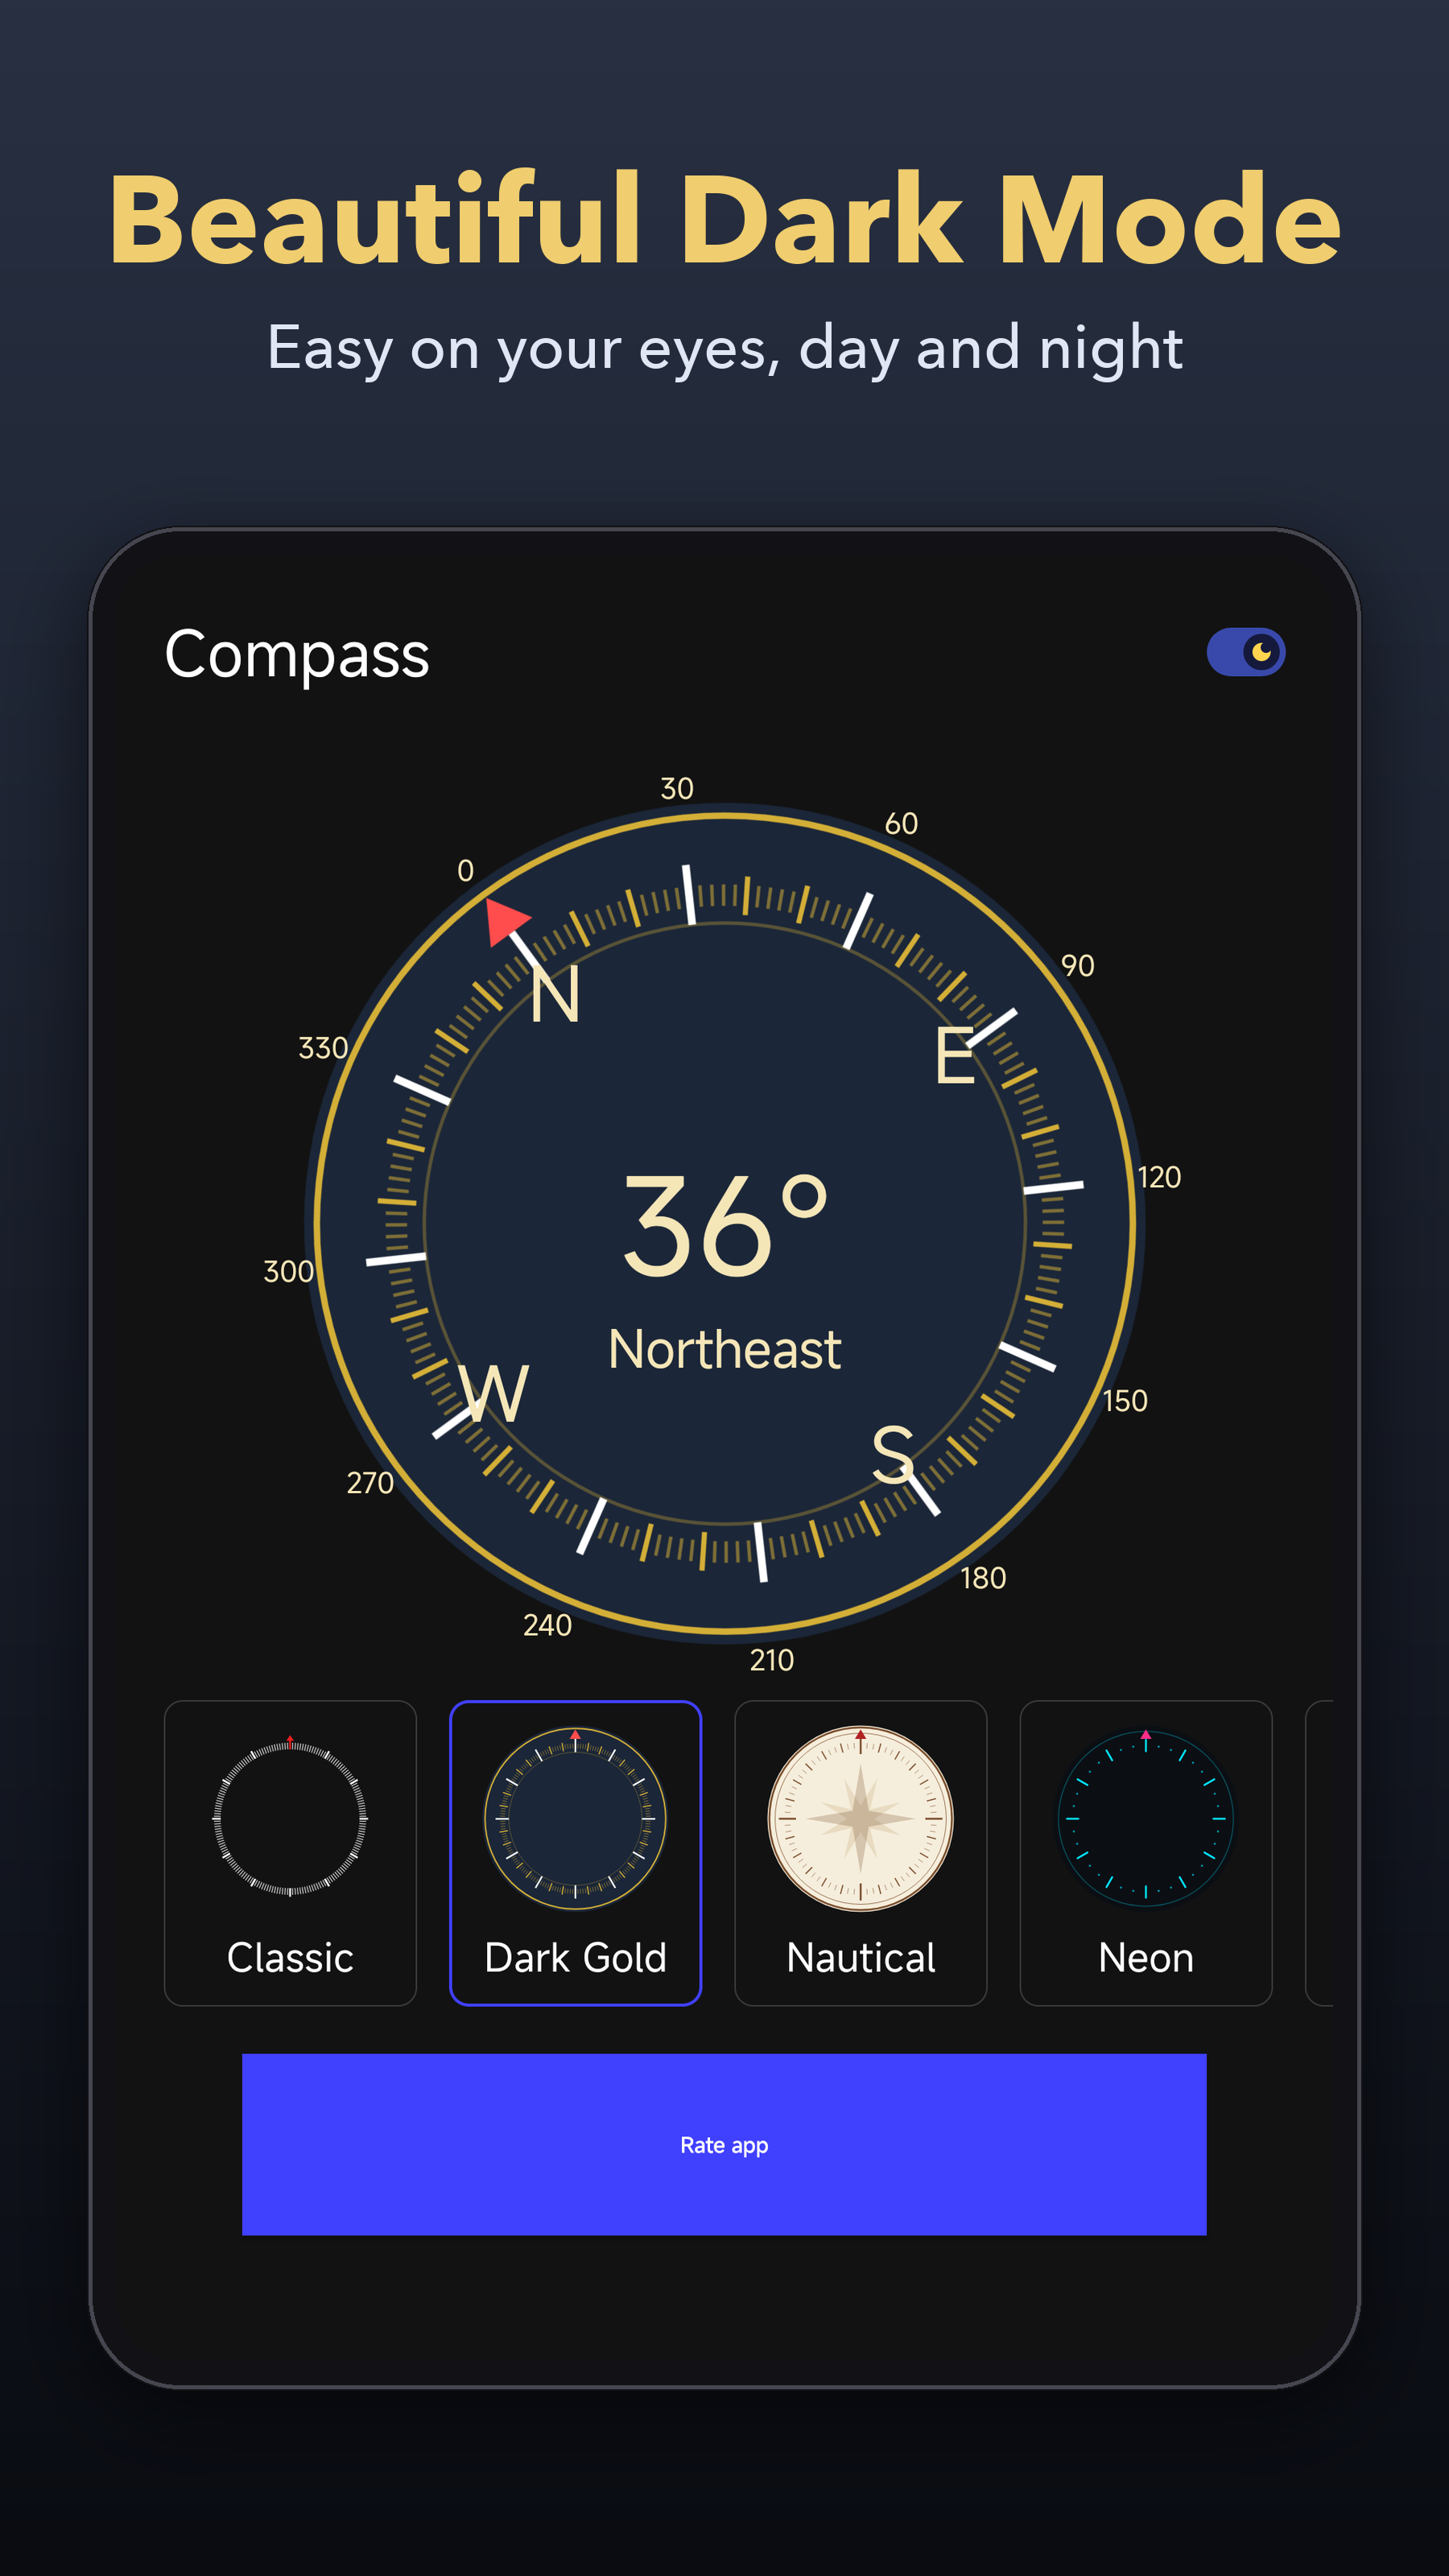 Beautiful Dark Mode
Easy on your eyes, day and night
Compass
30
60
0
90
N
330
E
120
36°
Northeast
300
W
150
S
270
180
240
210
Classic
Dark Gold
Nautical
Neon
Rate app